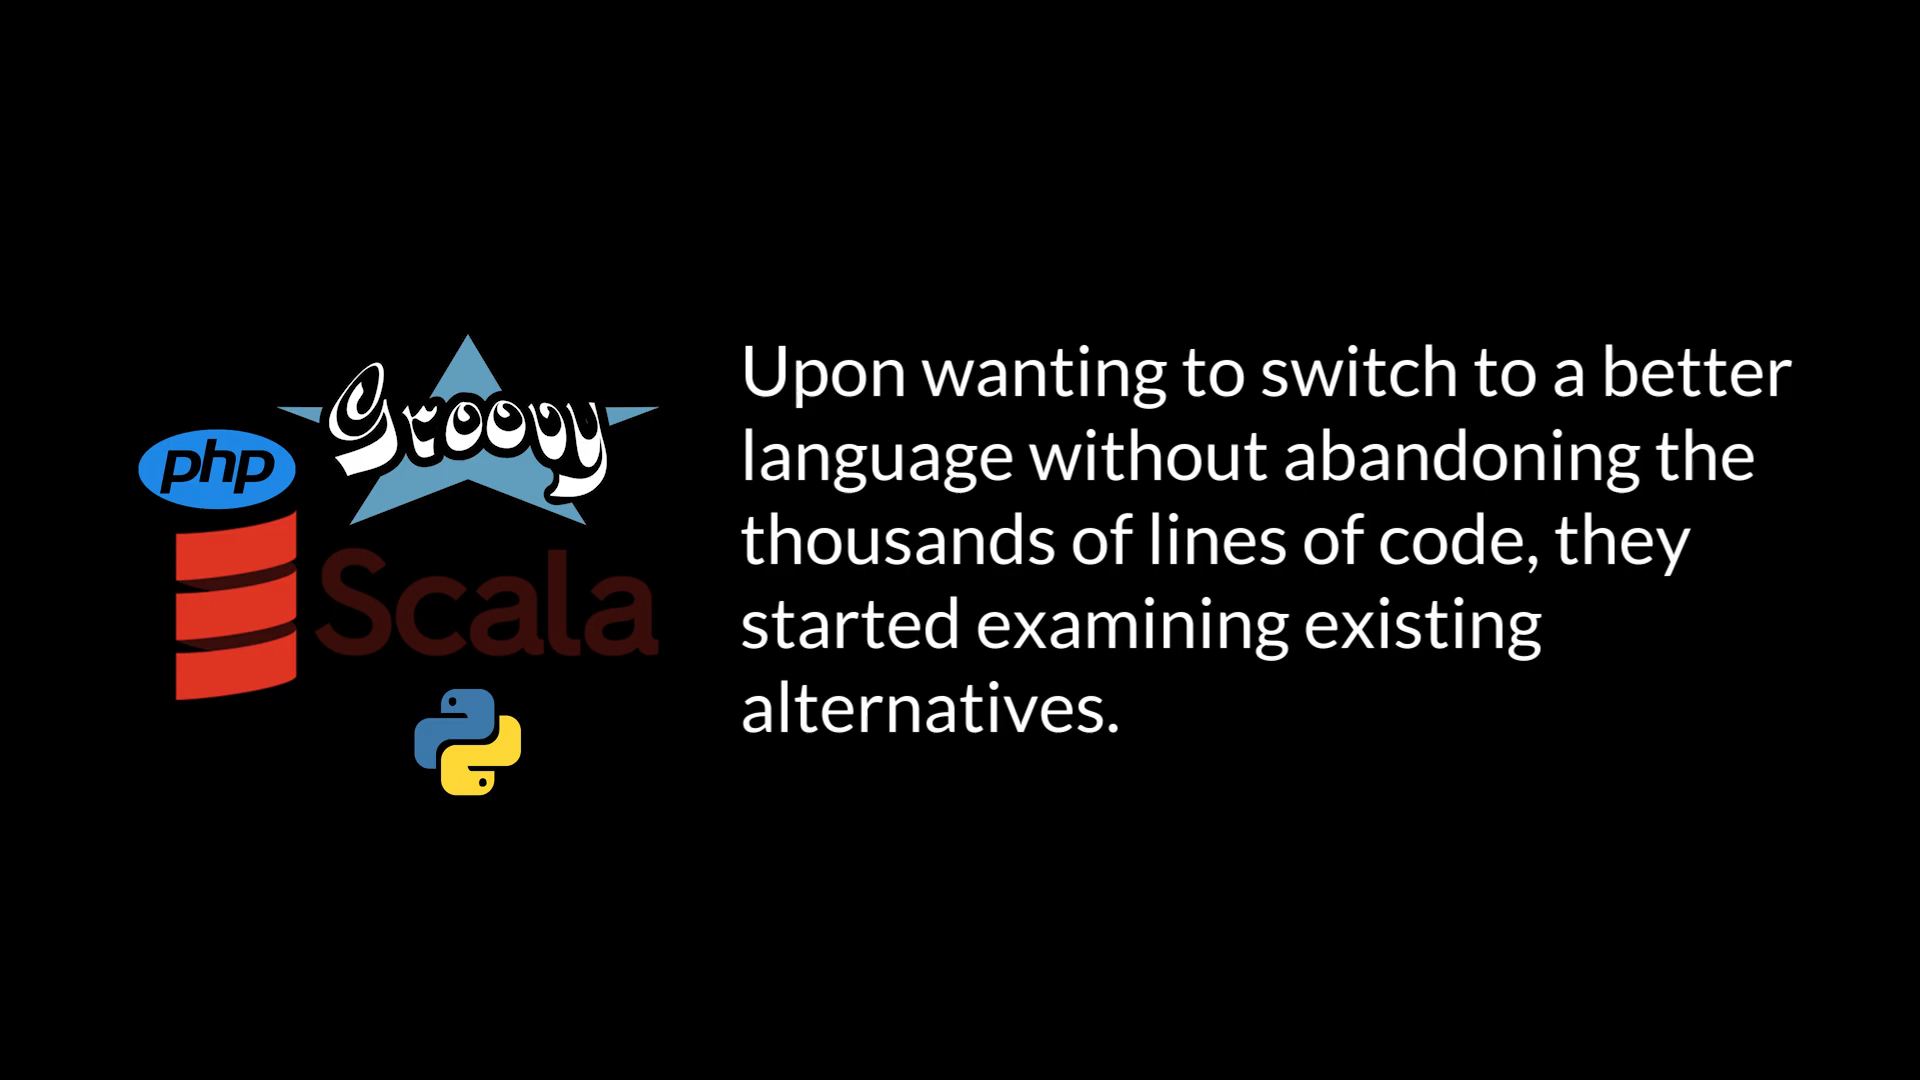 Groovy
php
Scala
Upon wanting to switch to a better
language without abandoning the
thousands of lines of code, they
started examining existing
alternatives.